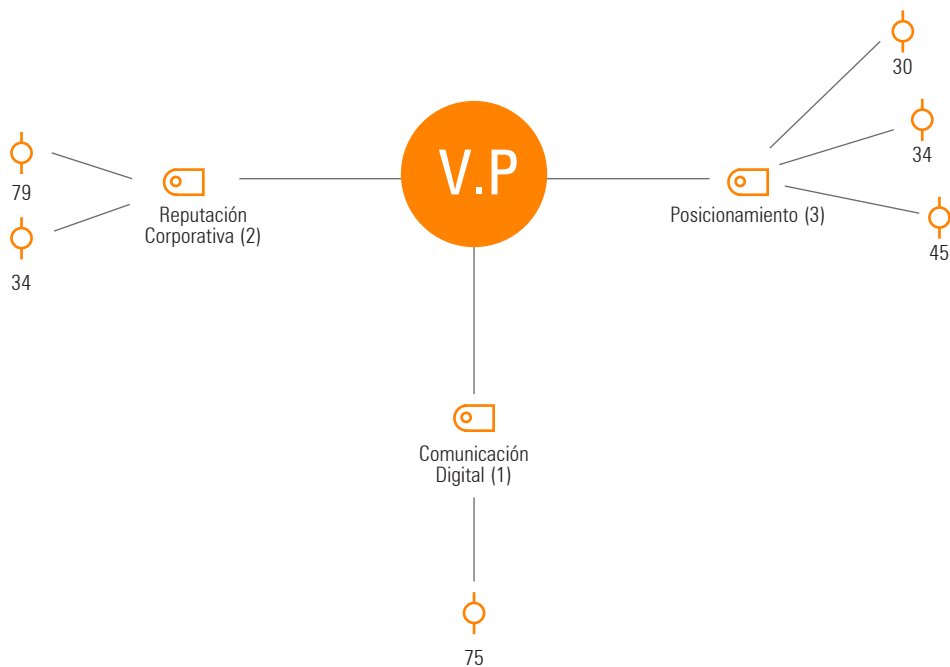 V.P
30
34
45
Posicionamiento (3)
79
34
Reputación
Corporativa (2)
Comunicación
Digital (1)
75